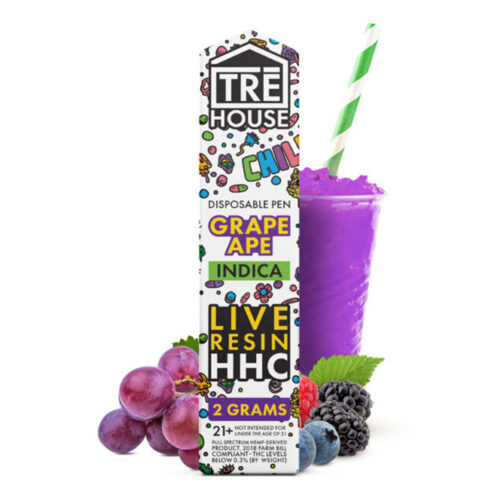 TRĒ
HOUSE
CHILL
DISPOSABLE PEN
GRAPE
APE
INDICA
LIVE
RESIN
HHC
2 GRAMS
21+ NOT INTENDED FOR
UNDER THE AGE OF 21
FULL SPECTRUM HEMP-DERIVED
PRODUCT. 2018 FARM BILL
COMPLIANT - THC LEVELS
BELOW 0.3% (BY WEIGHT)